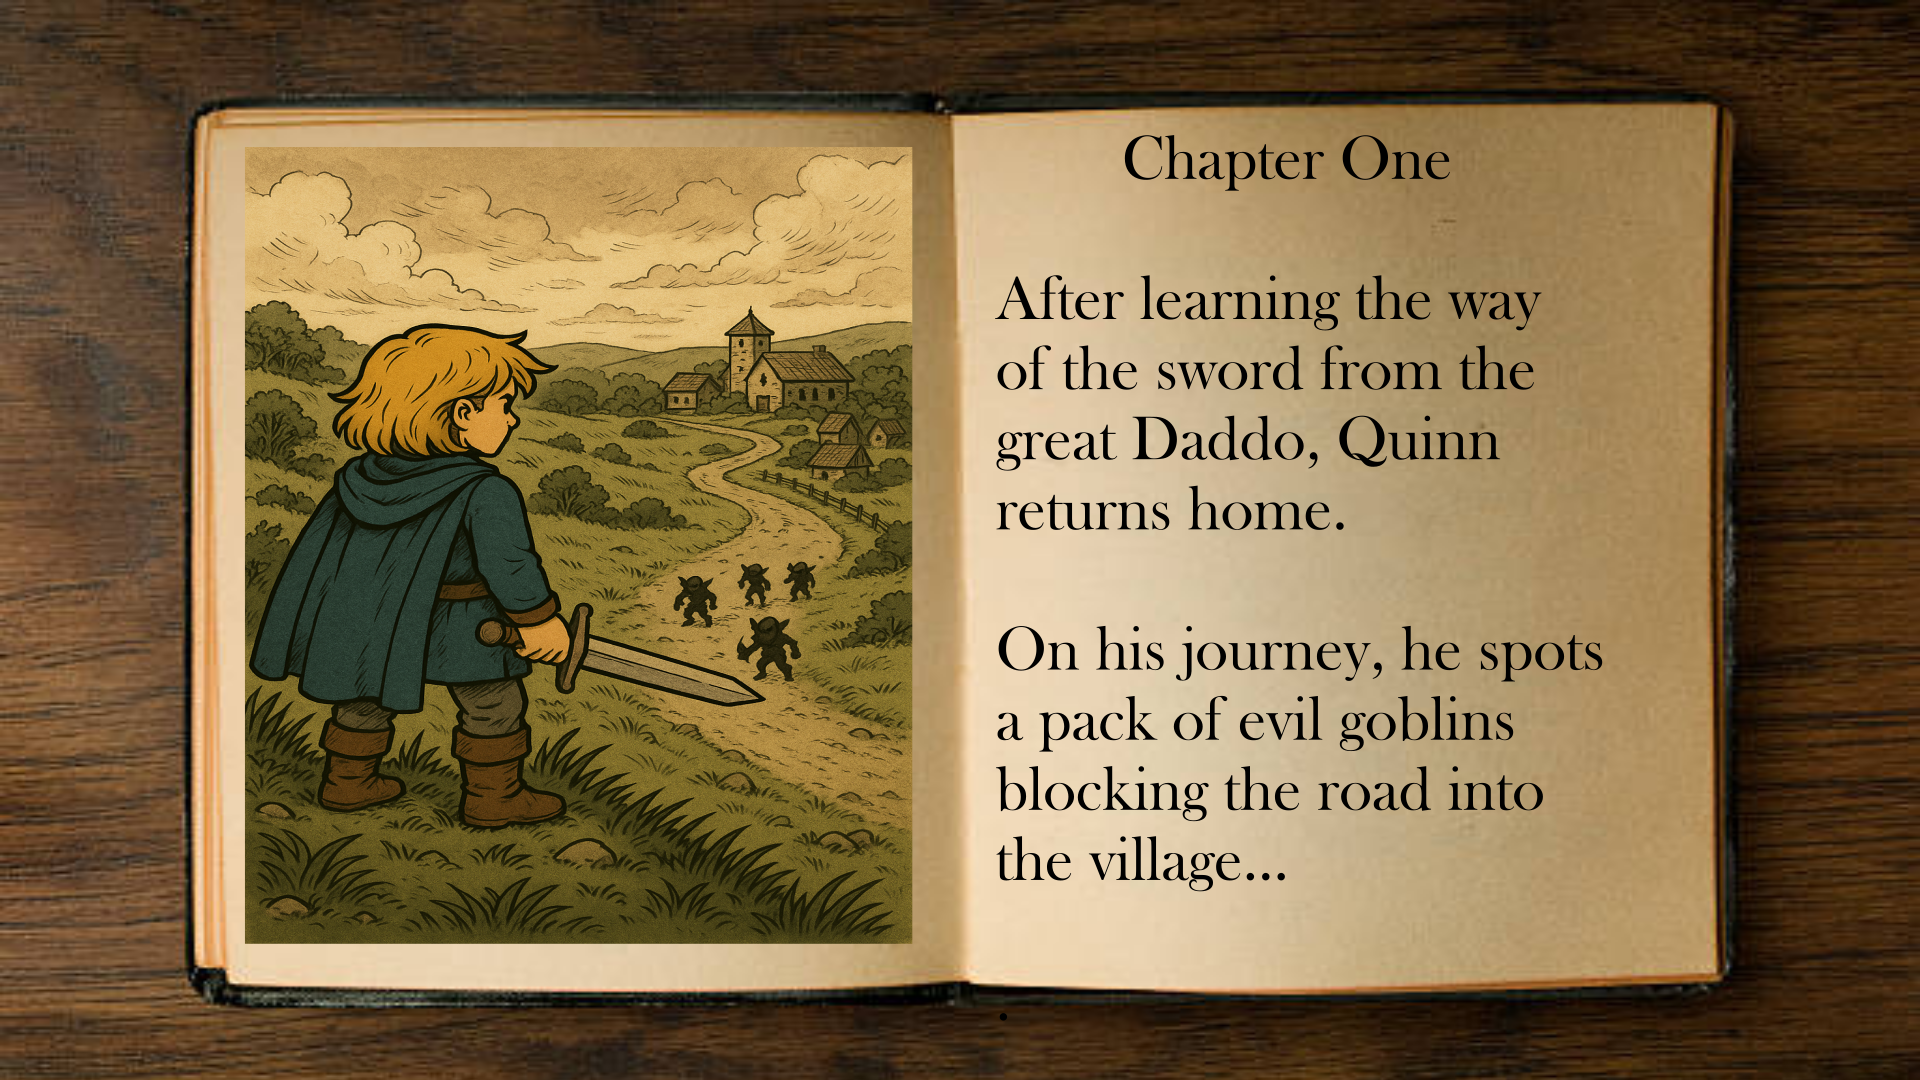 Chapter One
After learning the way
of the sword from the
great Daddo, Quinn
returns home.
On his journey, he spots
a pack of evil goblins
blocking the road into
the village...
.